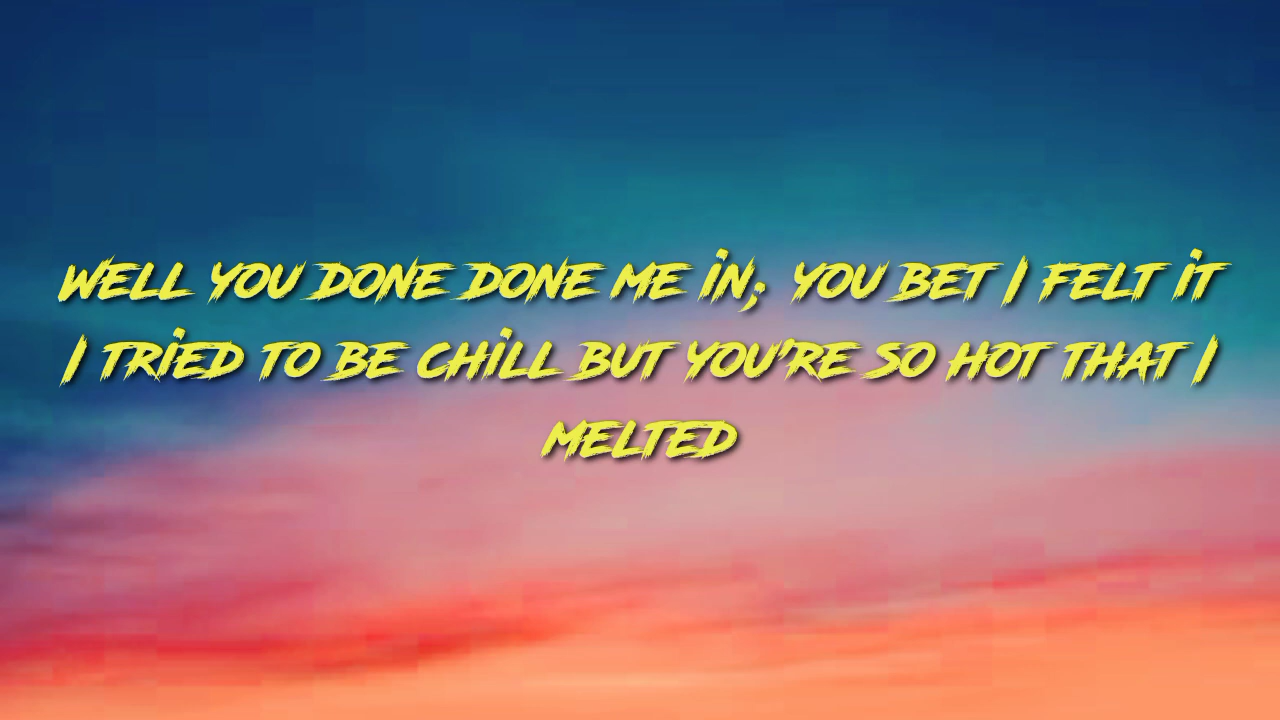 WELL YOU DONE DONE ME IN; YOU BET I FELT IT
I TRIED TO BE CHILL BUT YOU'RE SO HOT THAT I
MELTED